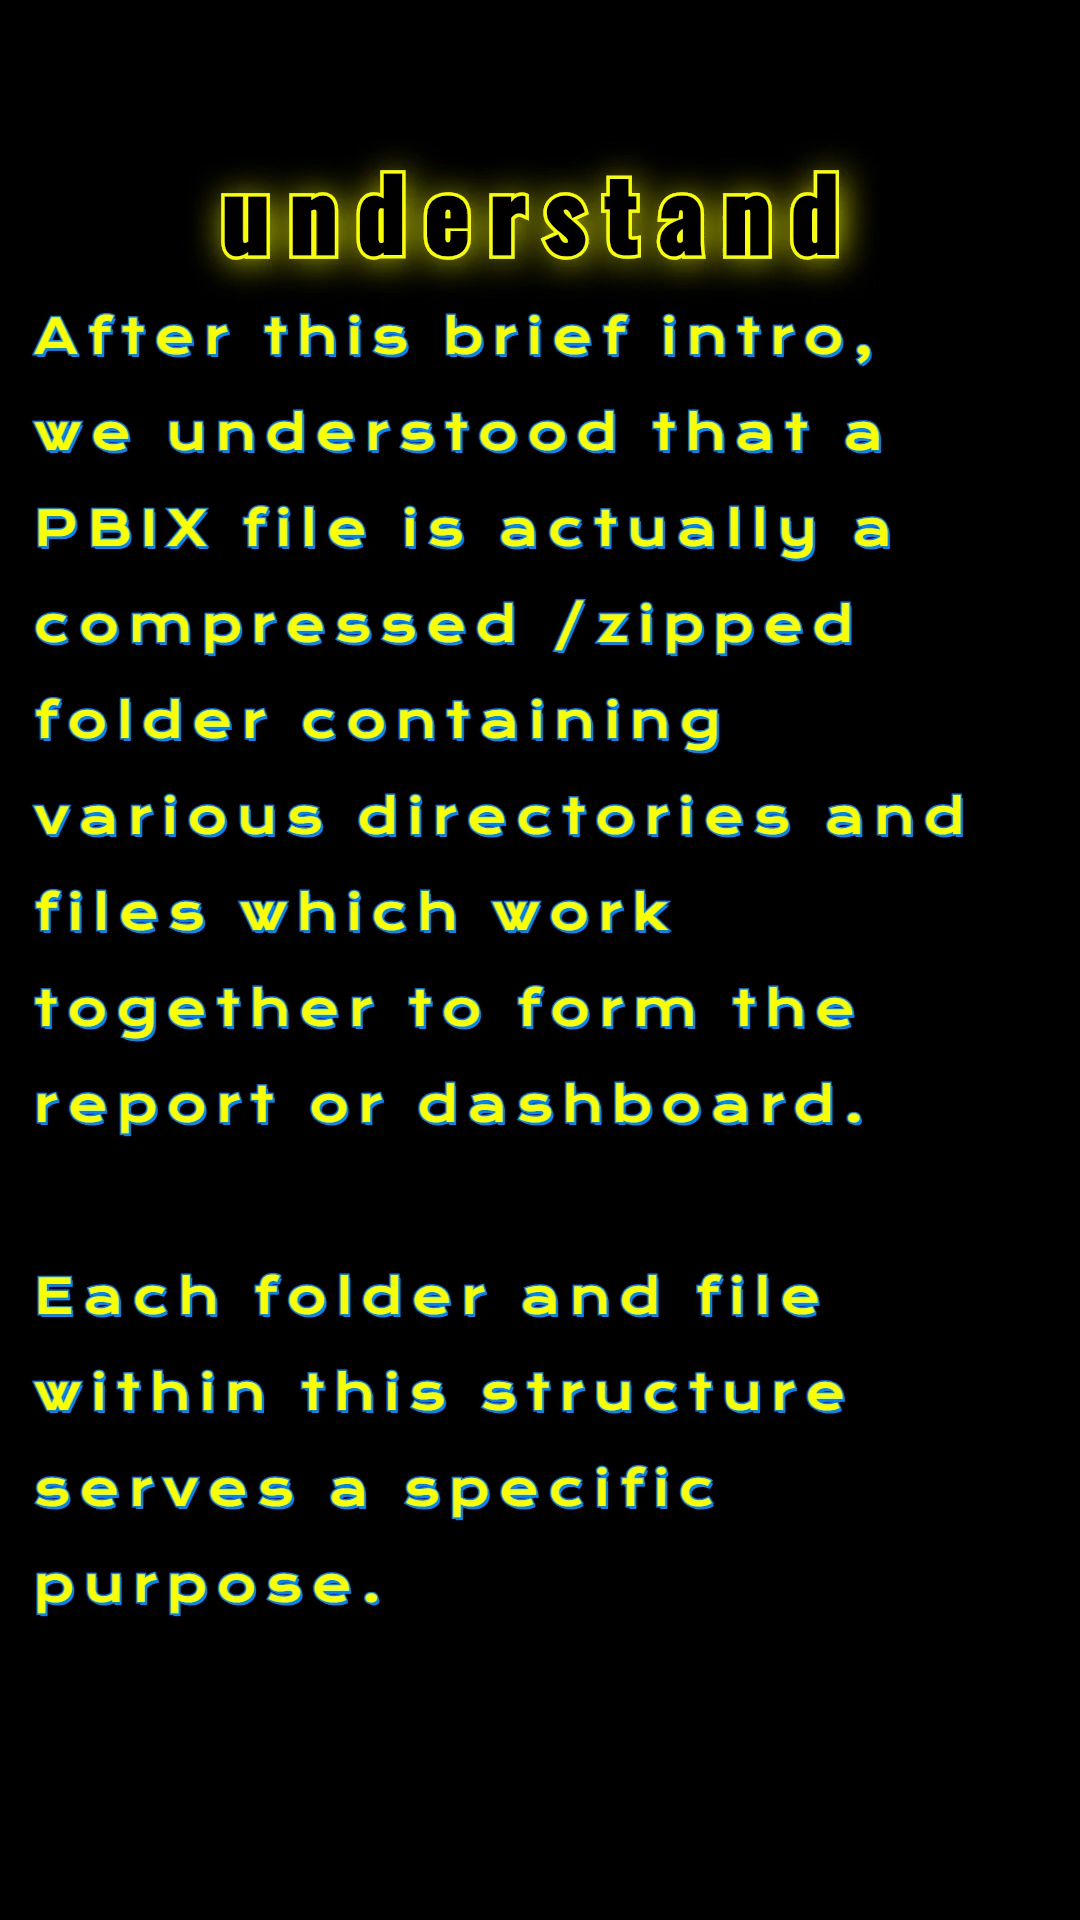 understand
After this brief intro,
we understood that a
PBIX file is actually a
compressed /zipped
folder containing
various directories and
files which work
together to form the
report or dashboard.
Each folder and file
within this structure
serves a specific
purpose.